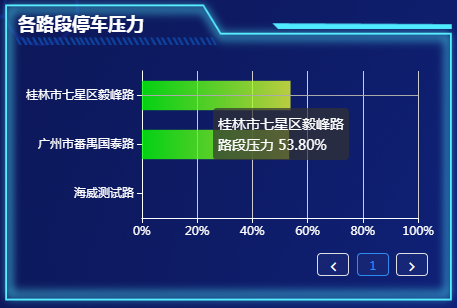 各路段停车压力
桂林市七星区毅峰路
广州市番禺国泰路
海威测试路
桂林市七星区毅峰路
路段压力 53.80%
0% 20% 40% 60% 80% 100%
1